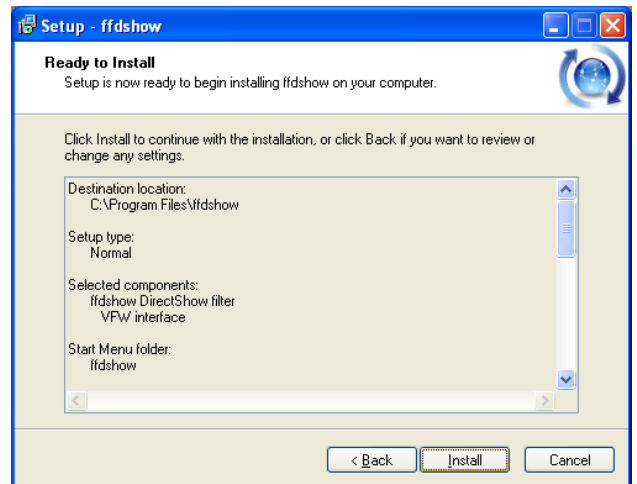 Setup - ffdshow
Ready to Install
Setup is now ready to begin installing ffdshow on your computer.
Click Install to continue with the installation, or click Back if you want to review or
change any settings.
Destination location:
C:\Program Files\ffdshow
Setup type:
Normal
Selected components:
ffdshow DirectShow filter
VFW interface
Start Menu folder:
ffdshow
< Back
Install
Cancel